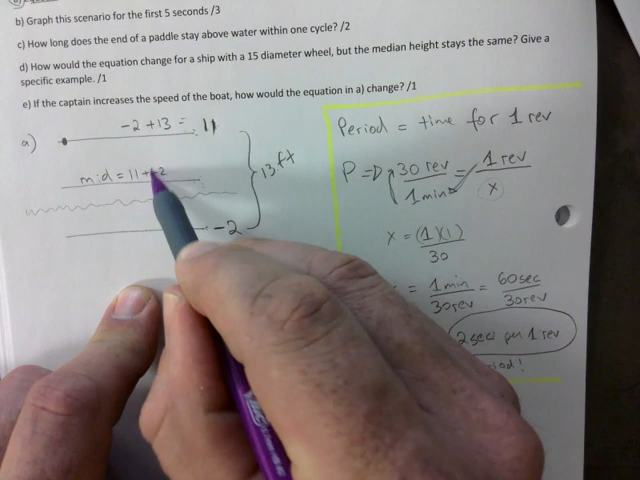 b) Graph this scenario for the first 5 seconds /3
c) How long does the end of a paddle stay above water within one cycle? /2
d) How would the equation change for a ship with a 15 diameter wheel, but the median height stays the same? Give a
specific example. /1
e) If the captain increases the speed of the boat, how would the equation in a) change? /1
a)
-2 +13 = 11
mid = 11+-2
-2
13 ft
Period = time for 1 rev
P =D 30 rev = 1 rev
1 min x
x = (1)(1)
30
= 1 min = 60 sec
30 rev 30 rev
2 sec per 1 rev